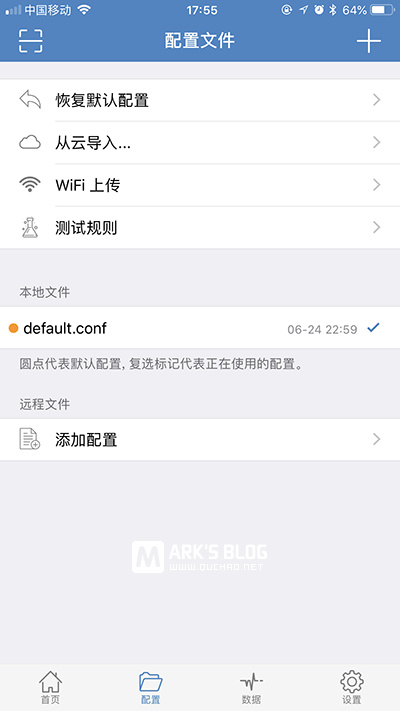 中国移动 17:55 64%
配置文件
恢复默认配置
从云导入...
WiFi 上传
测试规则
本地文件
default.conf 06-24 22:59
圆点代表默认配置, 复选标记代表正在使用的配置。
远程文件
添加配置
M ARK'S BLOG
WWW.OUCHAO.NET
首页 配置 数据 设置